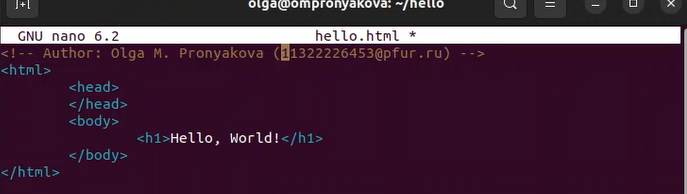 olga@ompronyakova: ~/hello
GNU nano 6.2 hello.html *
<!-- Author: Olga M. Pronyakova (11322226453@pfur.ru) -->
<html>
<head>
</head>
<body>
<h1>Hello, World!</h1>
</body>
</html>